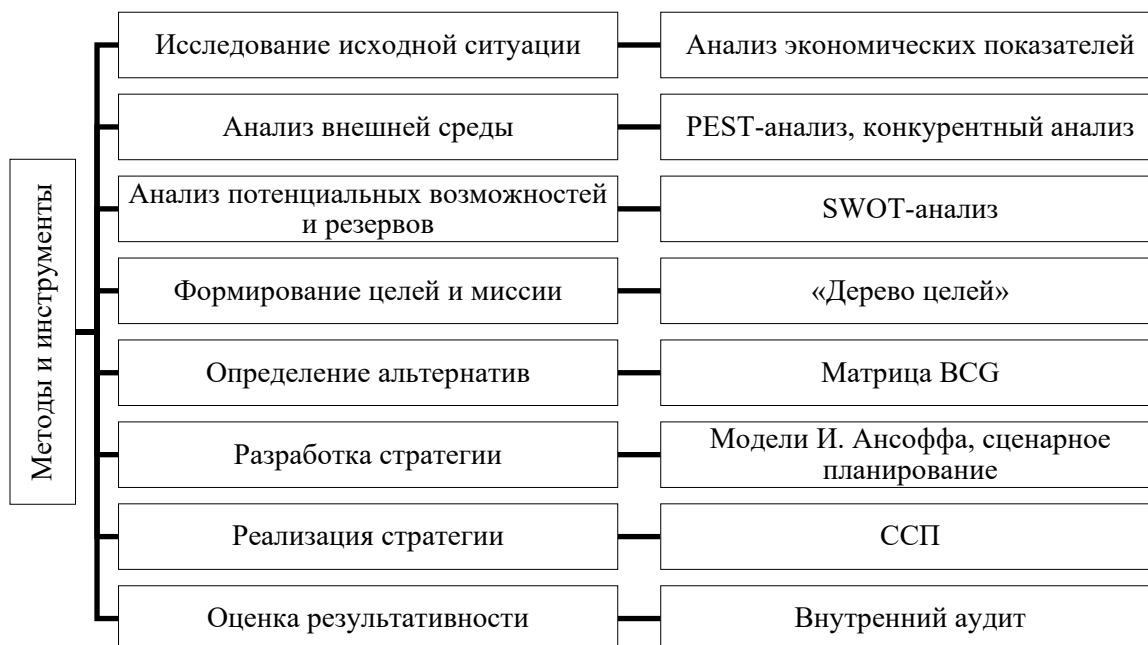 Методы и инструменты
Исследование исходной ситуации
Анализ экономических показателей
Анализ внешней среды
PEST-анализ, конкурентный анализ
Анализ потенциальных возможностей
и резервов
SWOT-анализ
Формирование целей и миссии
«Дерево целей»
Определение альтернатив
Матрица BCG
Разработка стратегии
Модели И. Ансоффа, сценарное
планирование
Реализация стратегии
ССП
Оценка результативности
Внутренний аудит